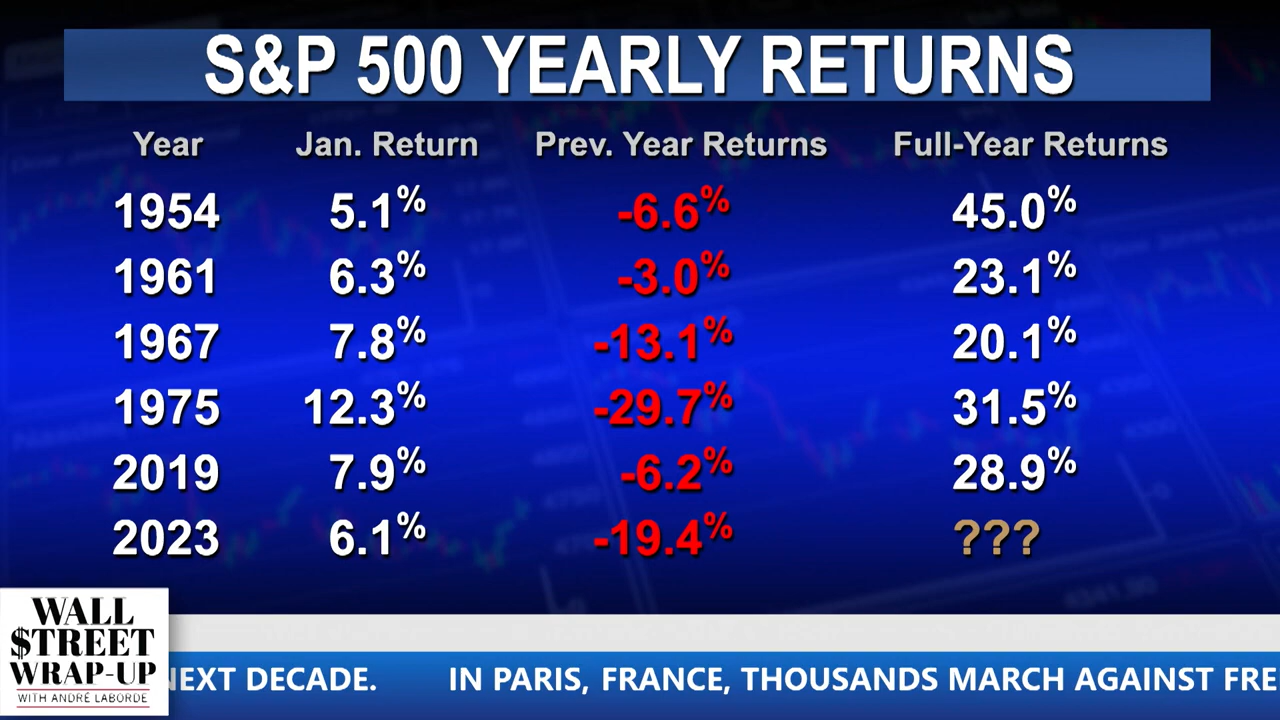 S&P 500 YEARLY RETURNS
Year Jan. Return Prev. Year Returns Full-Year Returns
1954 5.1% -6.6% 45.0%
1961 6.3% -3.0% 23.1%
1967 7.8% -13.1% 20.1%
1975 12.3% -29.7% 31.5%
2019 7.9% -6.2% 28.9%
2023 6.1% -19.4% ???
WALL
$TREET
WRAP-UP
WITH ANDRÉ LABORDE
NEXT DECADE. IN PARIS, FRANCE, THOUSANDS MARCH AGAINST FRE